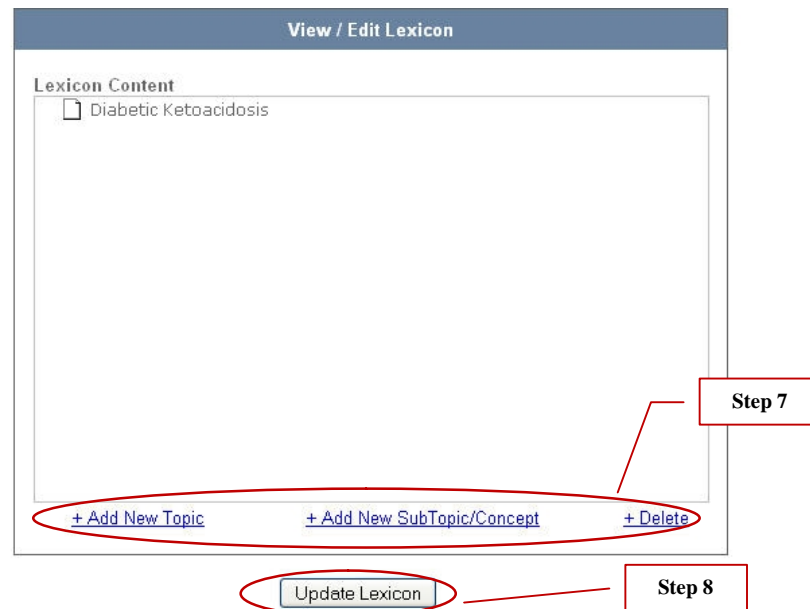 View / Edit Lexicon
Lexicon Content
Diabetic Ketoacidosis
Step 7
+ Add New Topic + Add New SubTopic/Concept + Delete
Update Lexicon
Step 8